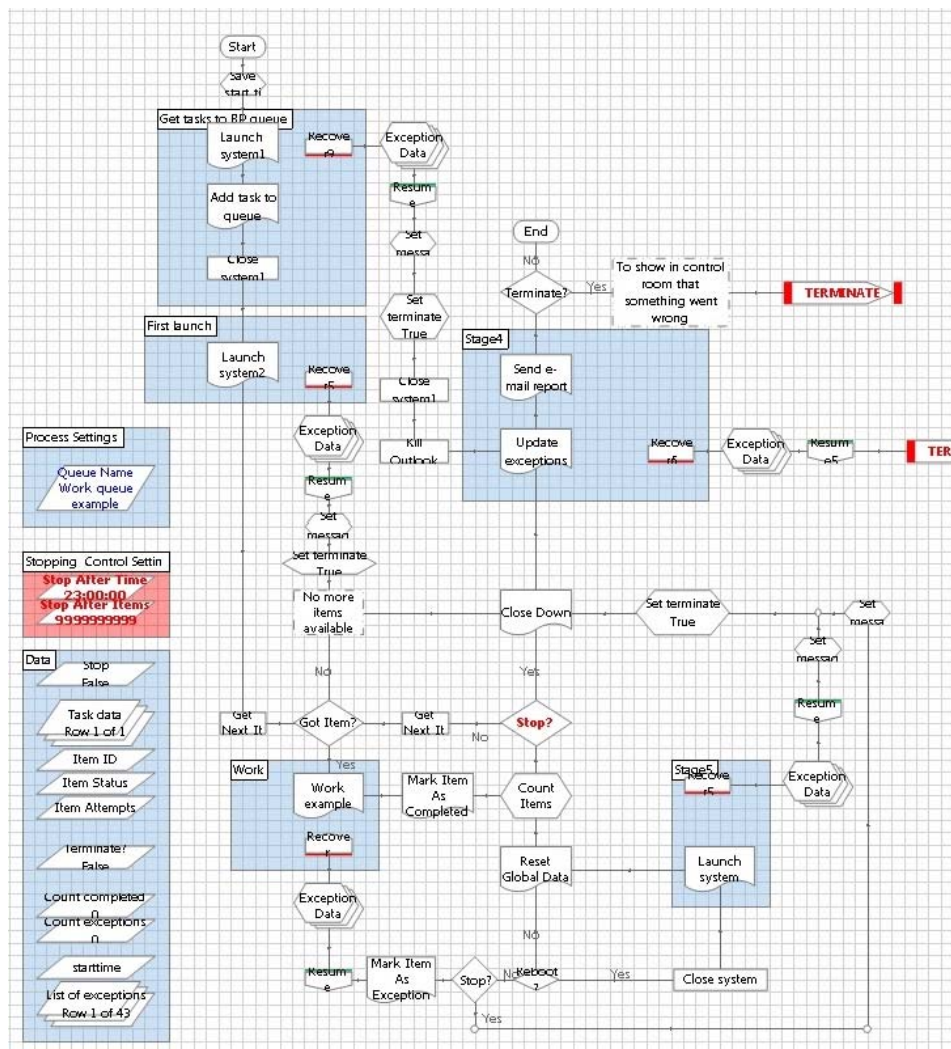 Start
Save
start_ti
Get tasks to BP queue
Launch
system1
Recove
r9
Exception
Data
Add task to
queue
Resum
e
Close
system1
Set
messa
End
No
Terminate?
Yes
To show in control
room that
something went
wrong
TERMINATE
Set
terminate
True
First launch
Launch
system2
Recove
r5
Stage4
Send e-
mail report
Close
system1
Exception
Data
Kill
Outlook
Update
exceptions
Recove
r6
Exception
Data
Resum
e5
TER
Process Settings
Queue Name
Work queue
example
Resum
e
Set
messac
Set terminate
True
Stopping Control Settin
Stop After Time
23:00:00
Stop After Items
9999999999
No more
items
available
Close Down
Set terminate
True
Set
messa
Set
messac
Data
Stop
False
Task data
Row 1 of 1
Item ID
Item Status
Item Attempts
Terminate?
False
Count completed
0
Count exceptions
0
starttime
List of exceptions
Row 1 of 43
No
Yes
Resum
e
Get
Next It
Got Item?
Get
Next It
No
Stop?
Yes
Work
Work
example
Mark Item
As
Completed
Count
Items
Stage5
Recove
r5
Exception
Data
Recove
r
Reset
Global Data
Launch
system
Exception
Data
No
Resum
e
Mark Item
As
Exception
Stop?
No
Reboot
?
Yes
Close system
Yes